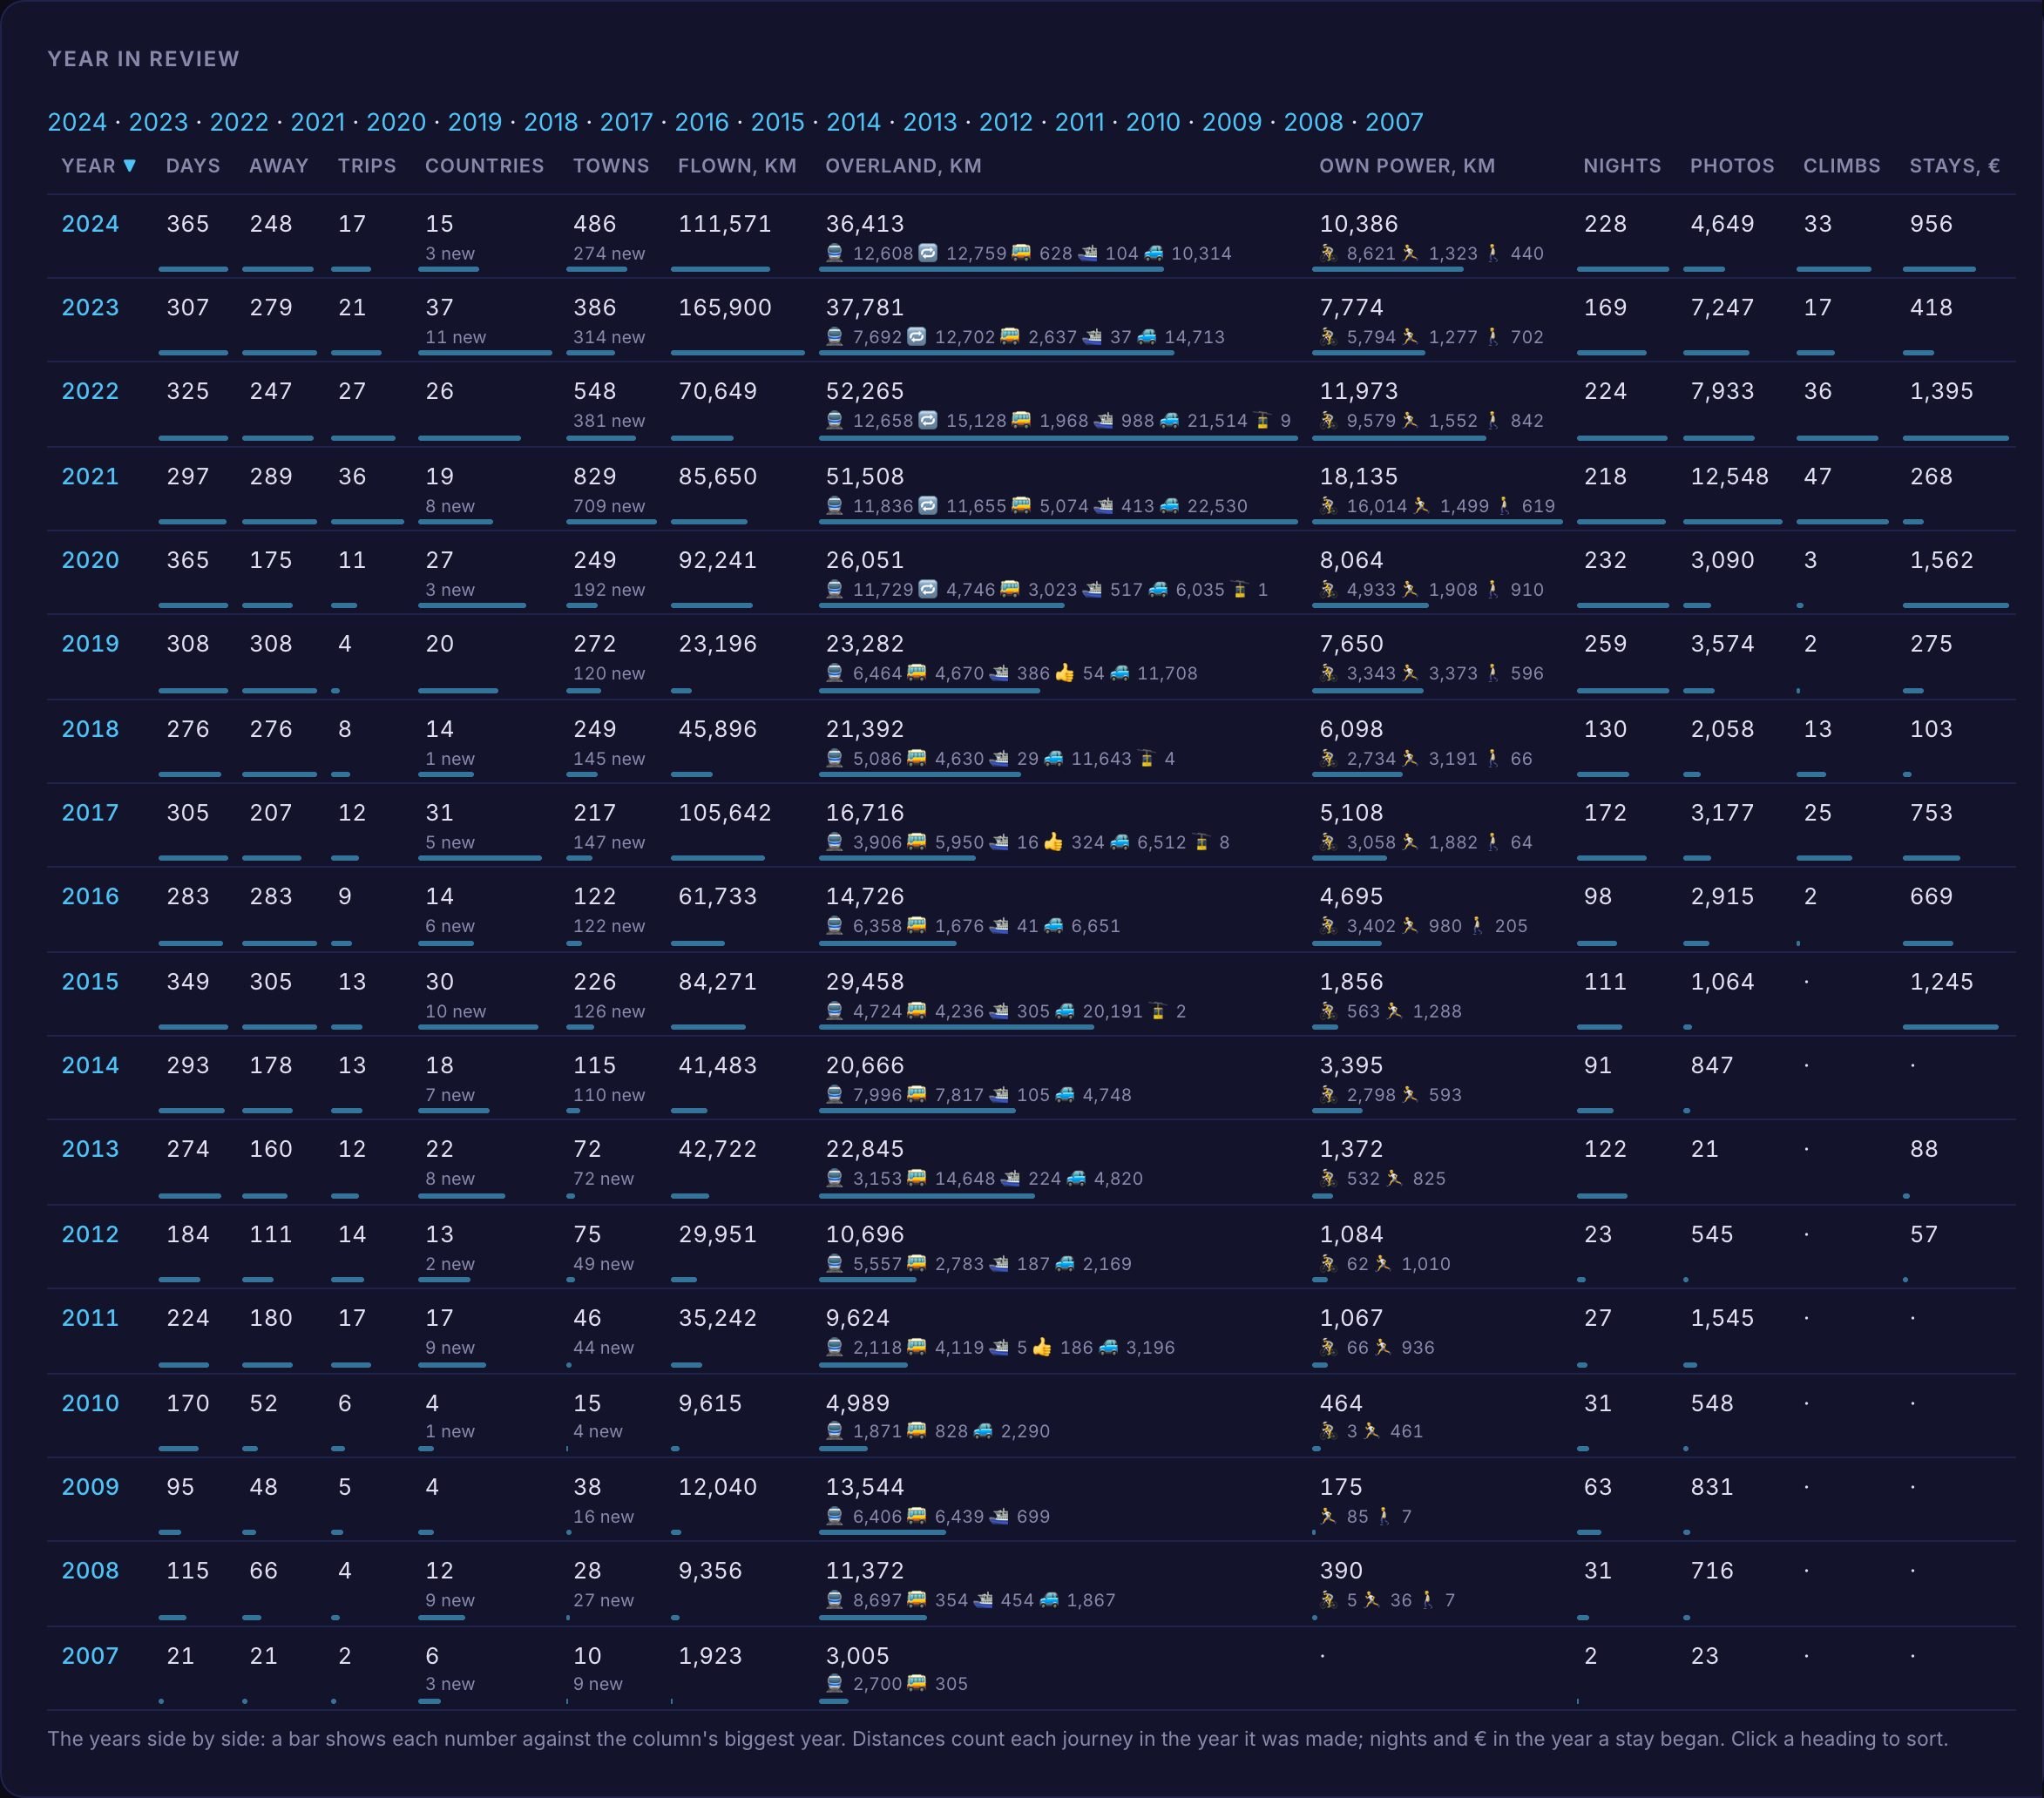 YEAR IN REVIEW
2024 · 2023 · 2022 · 2021 · 2020 · 2019 · 2018 · 2017 · 2016 · 2015 · 2014 · 2013 · 2012 · 2011 · 2010 · 2009 · 2008 · 2007
YEAR ▼ DAYS AWAY TRIPS COUNTRIES TOWNS FLOWN, KM OVERLAND, KM OWN POWER, KM NIGHTS PHOTOS CLIMBS STAYS, €
2024 365 248 17 15 486 111,571 36,413 10,386 228 4,649 33 956
3 new 274 new 12,608 12,759 628 104 10,314 8,621 1,323 440
2023 307 279 21 37 386 165,900 37,781 7,774 169 7,247 17 418
11 new 314 new 7,692 12,702 2,637 37 14,713 5,794 1,277 702
2022 325 247 27 26 548 70,649 52,265 11,973 224 7,933 36 1,395
381 new 12,658 15,128 1,968 988 21,514 9 9,579 1,552 842
2021 297 289 36 19 829 85,650 51,508 18,135 218 12,548 47 268
8 new 709 new 11,836 11,655 5,074 413 22,530 16,014 1,499 619
2020 365 175 11 27 249 92,241 26,051 8,064 232 3,090 3 1,562
3 new 192 new 11,729 4,746 3,023 517 6,035 1 4,933 1,908 910
2019 308 308 4 20 272 23,196 23,282 7,650 259 3,574 2 275
120 new 6,464 4,670 386 54 11,708 3,343 3,373 596
2018 276 276 8 14 249 45,896 21,392 6,098 130 2,058 13 103
1 new 145 new 5,086 4,630 29 11,643 4 2,734 3,191 66
2017 305 207 12 31 217 105,642 16,716 5,108 172 3,177 25 753
5 new 147 new 3,906 5,950 16 324 6,512 8 3,058 1,882 64
2016 283 283 9 14 122 61,733 14,726 4,695 98 2,915 2 669
6 new 122 new 6,358 1,676 41 6,651 3,402 980 205
2015 349 305 13 30 226 84,271 29,458 1,856 111 1,064 · 1,245
10 new 126 new 4,724 4,236 305 20,191 2 563 1,288
2014 293 178 13 18 115 41,483 20,666 3,395 91 847 · ·
7 new 110 new 7,996 7,817 105 4,748 2,798 593
2013 274 160 12 22 72 42,722 22,845 1,372 122 21 · 88
8 new 72 new 3,153 14,648 224 4,820 532 825
2012 184 111 14 13 75 29,951 10,696 1,084 23 545 · 57
2 new 49 new 5,557 2,783 187 2,169 62 1,010
2011 224 180 17 17 46 35,242 9,624 1,067 27 1,545 · ·
9 new 44 new 2,118 4,119 5 186 3,196 66 936
2010 170 52 6 4 15 9,615 4,989 464 31 548 · ·
1 new 4 new 1,871 828 2,290 3 461
2009 95 48 5 4 38 12,040 13,544 175 63 831 · ·
16 new 6,406 6,439 699 85 7
2008 115 66 4 12 28 9,356 11,372 390 31 716 · ·
9 new 27 new 8,697 354 454 1,867 5 36 7
2007 21 21 2 6 10 1,923 3,005 · 2 23 · ·
3 new 9 new 2,700 305
The years side by side: a bar shows each number against the column's biggest year. Distances count each journey in the year it was made; nights and € in the year a stay began. Click a heading to sort.